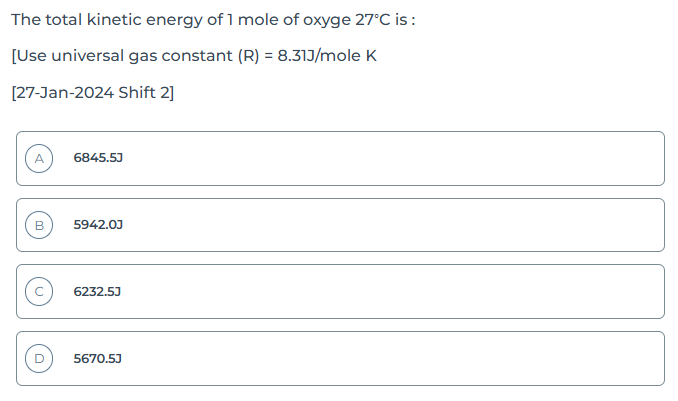 The total kinetic energy of 1 mole of oxyge 27°C is :
[Use universal gas constant (R) = 8.31J/mole K
[27-Jan-2024 Shift 2]
A 6845.5J
B 5942.0J
C 6232.5J
D 5670.5J